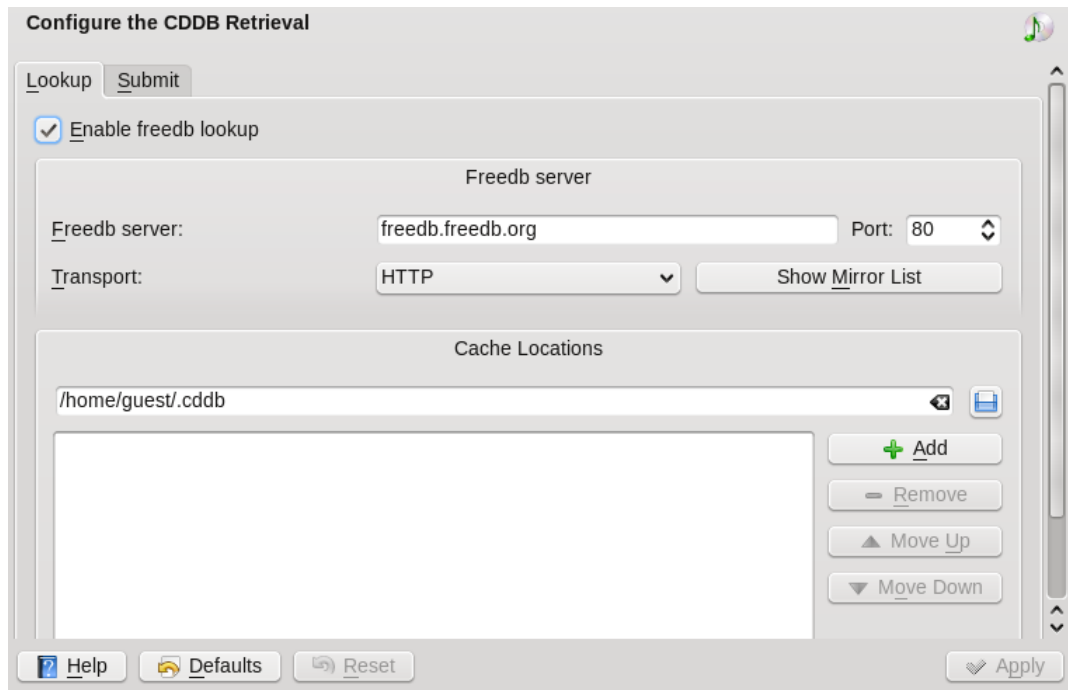 Configure the CDDB Retrieval
Lookup Submit
Enable freedb lookup
Freedb server
Freedb server: freedb.freedb.org Port: 80
Transport: HTTP Show Mirror List
Cache Locations
/home/guest/.cddb
Add
Remove
Move Up
Move Down
Help Defaults Reset Apply